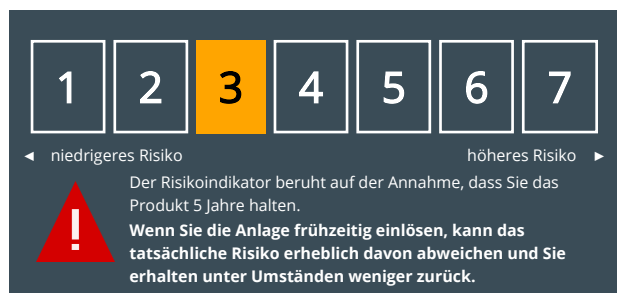 1 2 3 4 5 6 7
◄ niedrigeres Risiko höheres Risiko ►
Der Risikoindikator beruht auf der Annahme, dass Sie das
Produkt 5 Jahre halten.
Wenn Sie die Anlage frühzeitig einlösen, kann das
tatsächliche Risiko erheblich davon abweichen und Sie
erhalten unter Umständen weniger zurück.
!